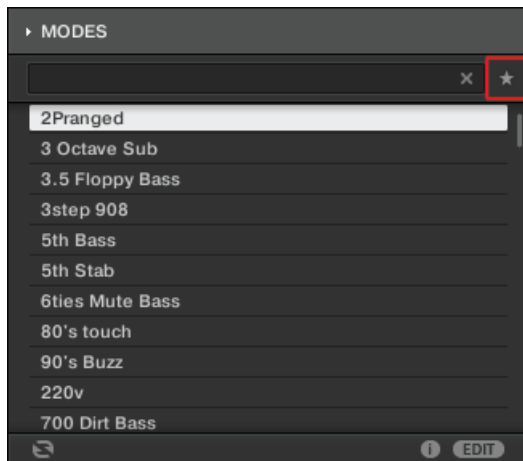 MODES
2Pranged
3 Octave Sub
3.5 Floppy Bass
3step 908
5th Bass
5th Stab
6ties Mute Bass
80's touch
90's Buzz
220v
700 Dirt Bass
i EDIT